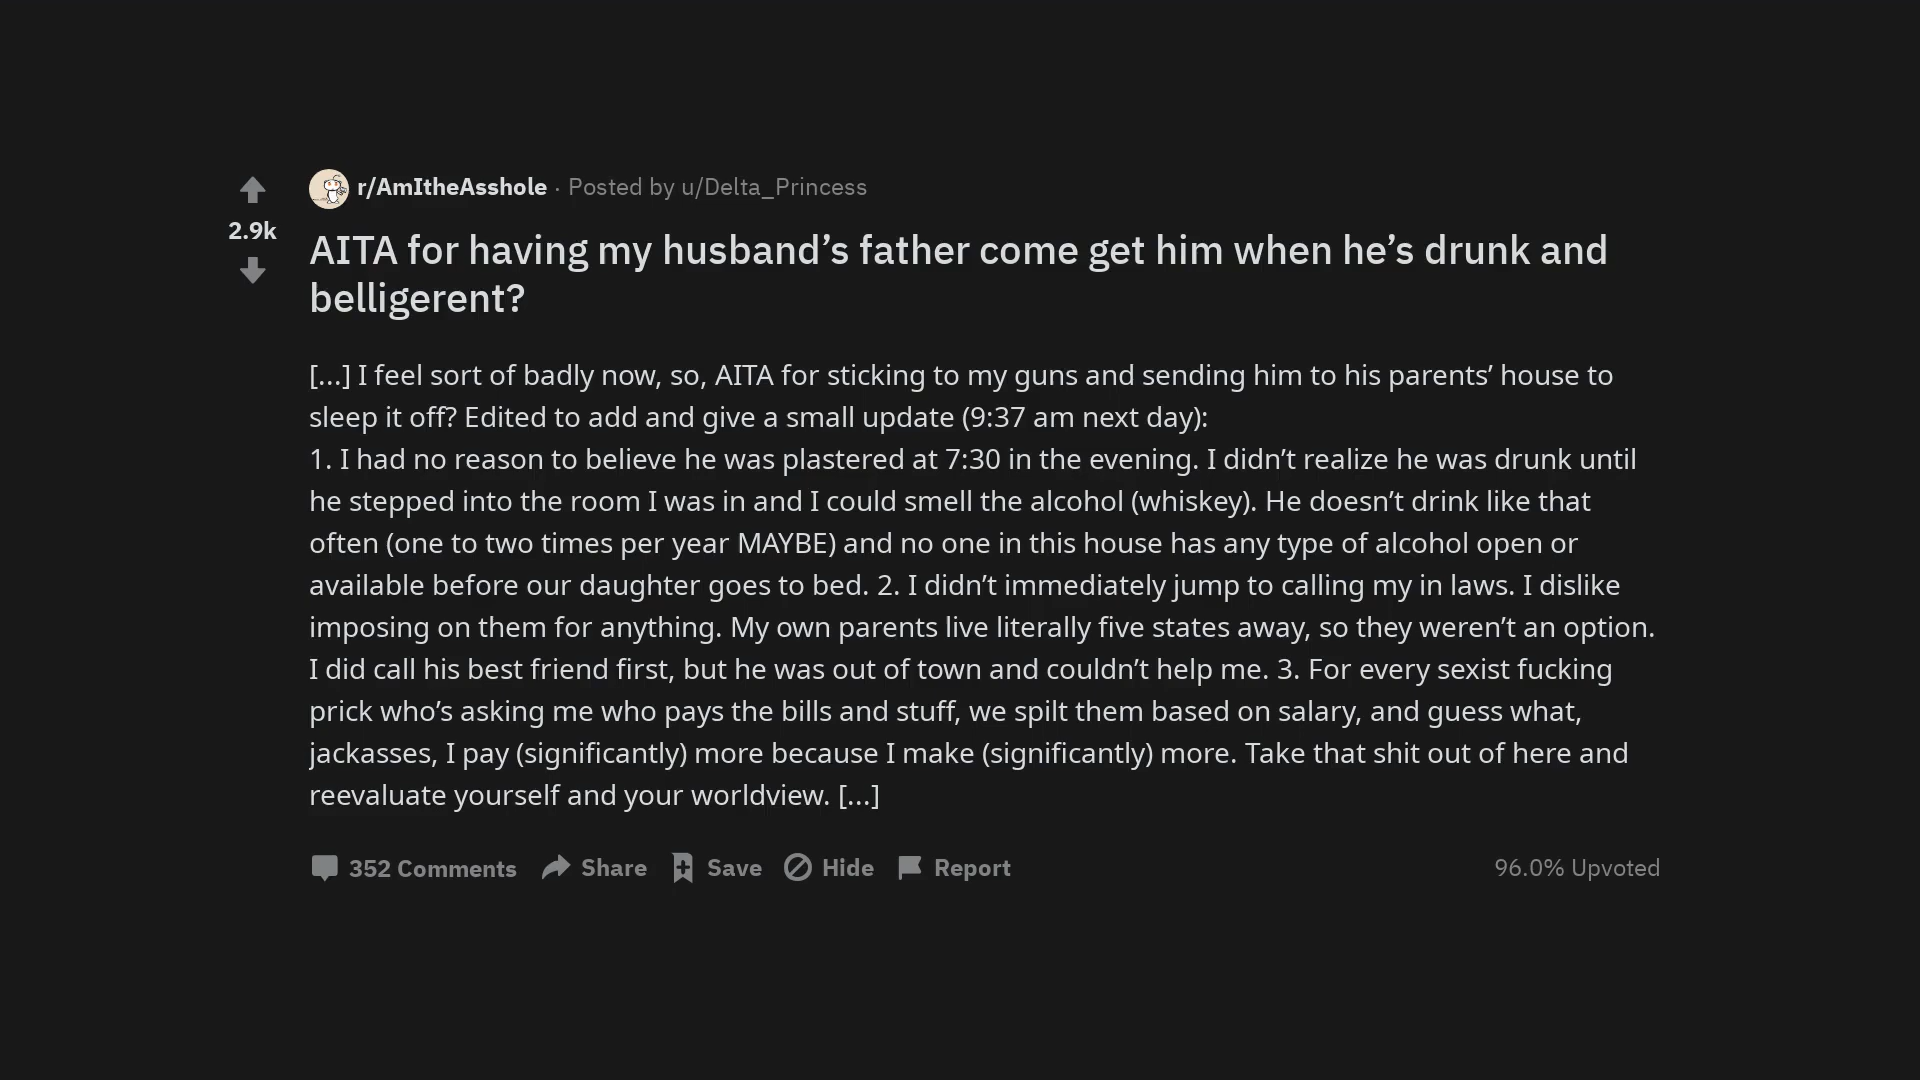 r/AmItheAsshole · Posted by u/Delta_Princess
2.9k
AITA for having my husband’s father come get him when he’s drunk and
belligerent?
[...] I feel sort of badly now, so, AITA for sticking to my guns and sending him to his parents’ house to
sleep it off? Edited to add and give a small update (9:37 am next day):
1. I had no reason to believe he was plastered at 7:30 in the evening. I didn’t realize he was drunk until
he stepped into the room I was in and I could smell the alcohol (whiskey). He doesn’t drink like that
often (one to two times per year MAYBE) and no one in this house has any type of alcohol open or
available before our daughter goes to bed. 2. I didn’t immediately jump to calling my in laws. I dislike
imposing on them for anything. My own parents live literally five states away, so they weren’t an option.
I did call his best friend first, but he was out of town and couldn’t help me. 3. For every sexist fucking
prick who’s asking me who pays the bills and stuff, we spilt them based on salary, and guess what,
jackasses, I pay (significantly) more because I make (significantly) more. Take that shit out of here and
reevaluate yourself and your worldview. [...]
352 Comments Share Save Hide Report 96.0% Upvoted